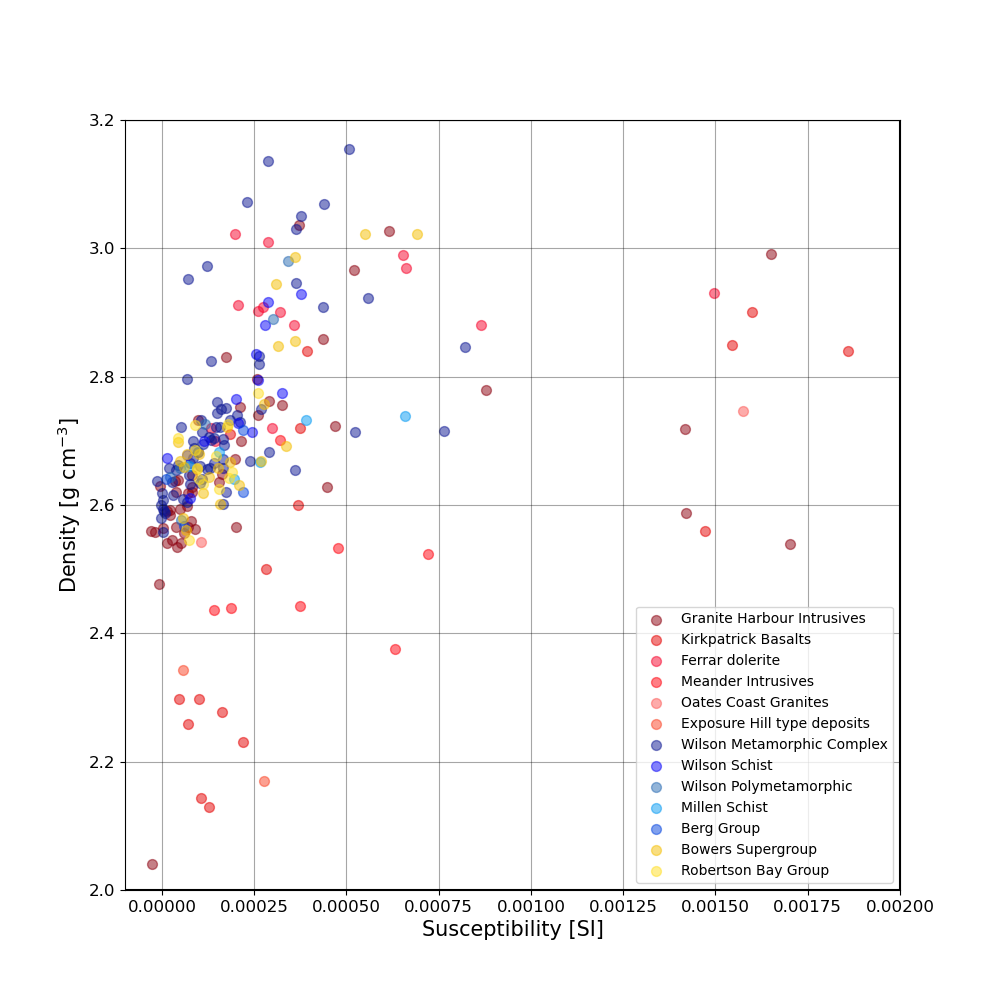 3.2
3.0
2.8
2.6
2.4
2.2
2.0
Density [g cm⁻³]
Granite Harbour Intrusives
Kirkpatrick Basalts
Ferrar dolerite
Meander Intrusives
Oates Coast Granites
Exposure Hill type deposits
Wilson Metamorphic Complex
Wilson Schist
Wilson Polymetamorphic
Millen Schist
Berg Group
Bowers Supergroup
Robertson Bay Group
0.00000 0.00025 0.00050 0.00075 0.00100 0.00125 0.00150 0.00175 0.00200
Susceptibility [SI]